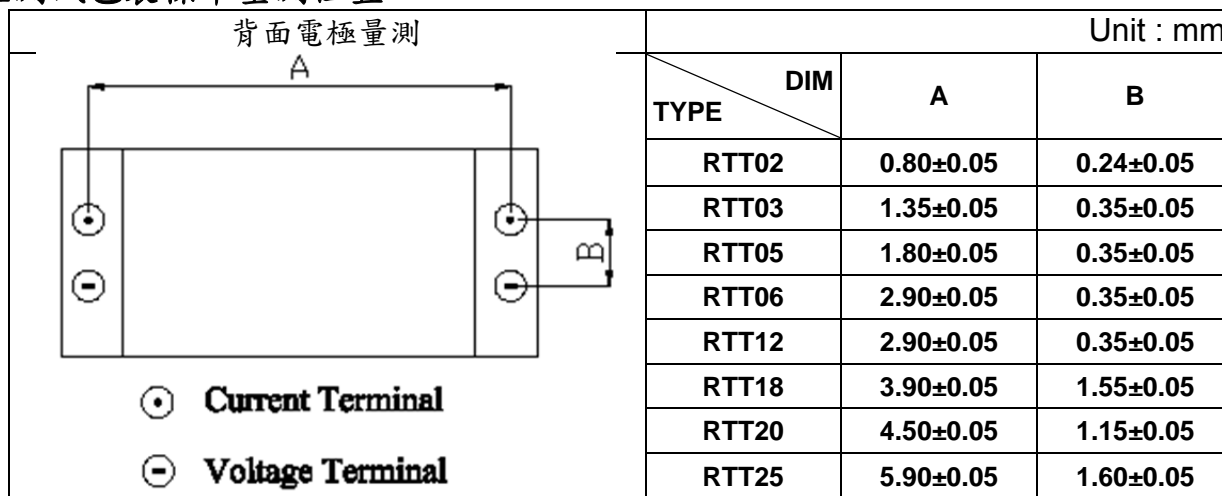 背面電極量測
Unit : mm
A
B
Current Terminal
Voltage Terminal
DIM
TYPE A B
RTT02 0.80±0.05 0.24±0.05
RTT03 1.35±0.05 0.35±0.05
RTT05 1.80±0.05 0.35±0.05
RTT06 2.90±0.05 0.35±0.05
RTT12 2.90±0.05 0.35±0.05
RTT18 3.90±0.05 1.55±0.05
RTT20 4.50±0.05 1.15±0.05
RTT25 5.90±0.05 1.60±0.05